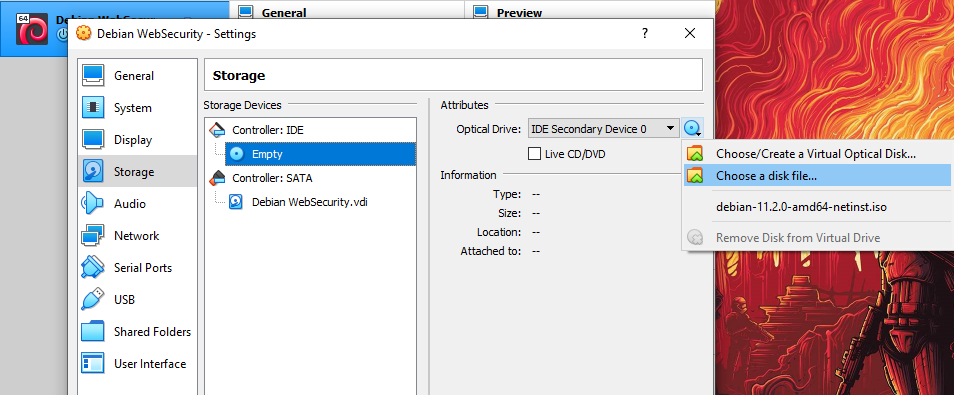 64
Debian WebSecurity
General
Preview
Debian WebSecurity - Settings
?
General
System
Display
Storage
Audio
Network
Serial Ports
USB
Shared Folders
User Interface
Storage
Storage Devices
Controller: IDE
Empty
Controller: SATA
Debian WebSecurity.vdi
Attributes
Optical Drive: IDE Secondary Device 0
Live CD/DVD
Information
Type: --
Size: --
Location: --
Attached to: --
Choose/Create a Virtual Optical Disk...
Choose a disk file...
debian-11.2.0-amd64-netinst.iso
Remove Disk from Virtual Drive